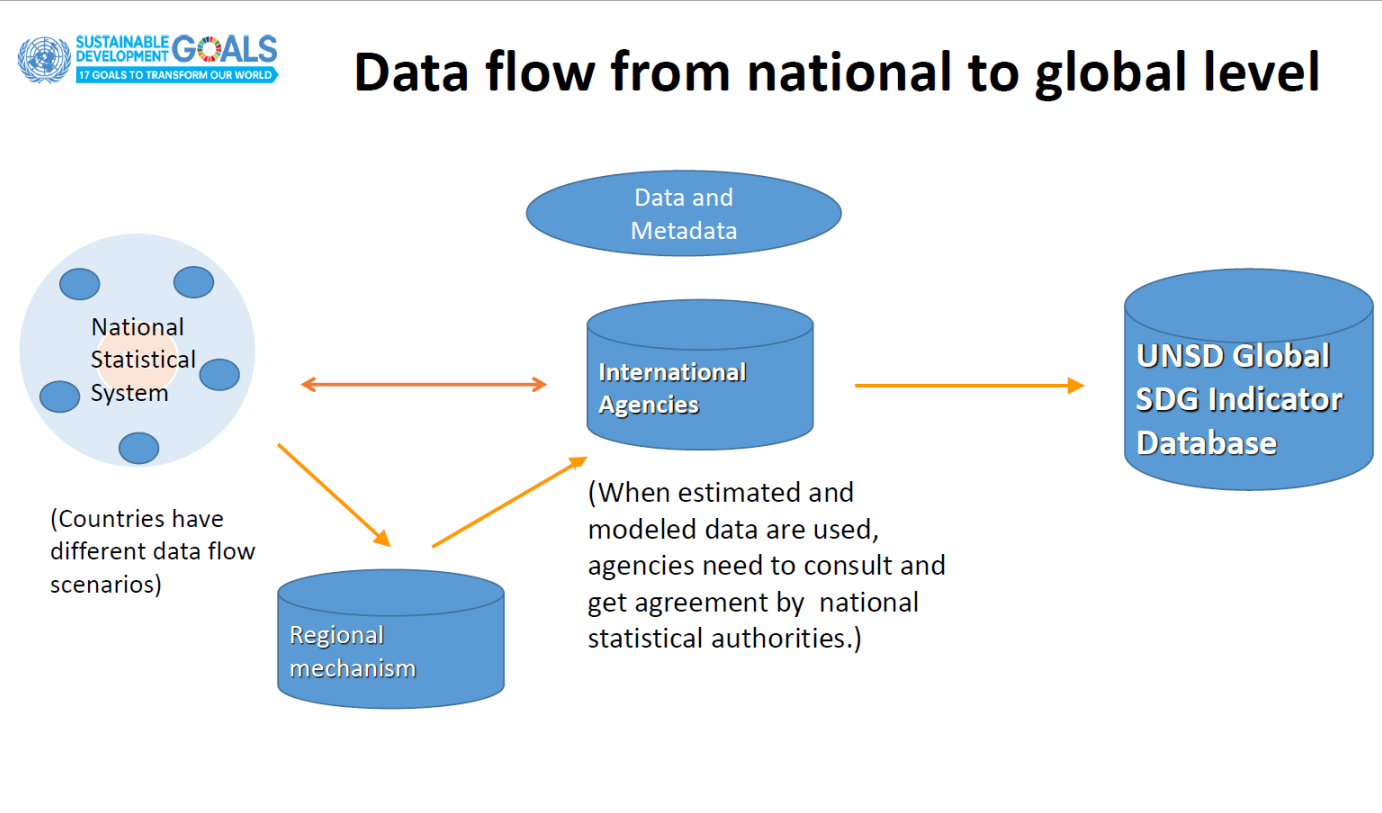 SUSTAINABLE
DEVELOPMENT GOALS
17 GOALS TO TRANSFORM OUR WORLD
Data flow from national to global level
Data and
Metadata
National
Statistical
System
International
Agencies
UNSD Global
SDG Indicator
Database
(Countries have
different data flow
scenarios)
(When estimated and
modeled data are used,
agencies need to consult and
get agreement by  national
statistical authorities.)
Regional
mechanism